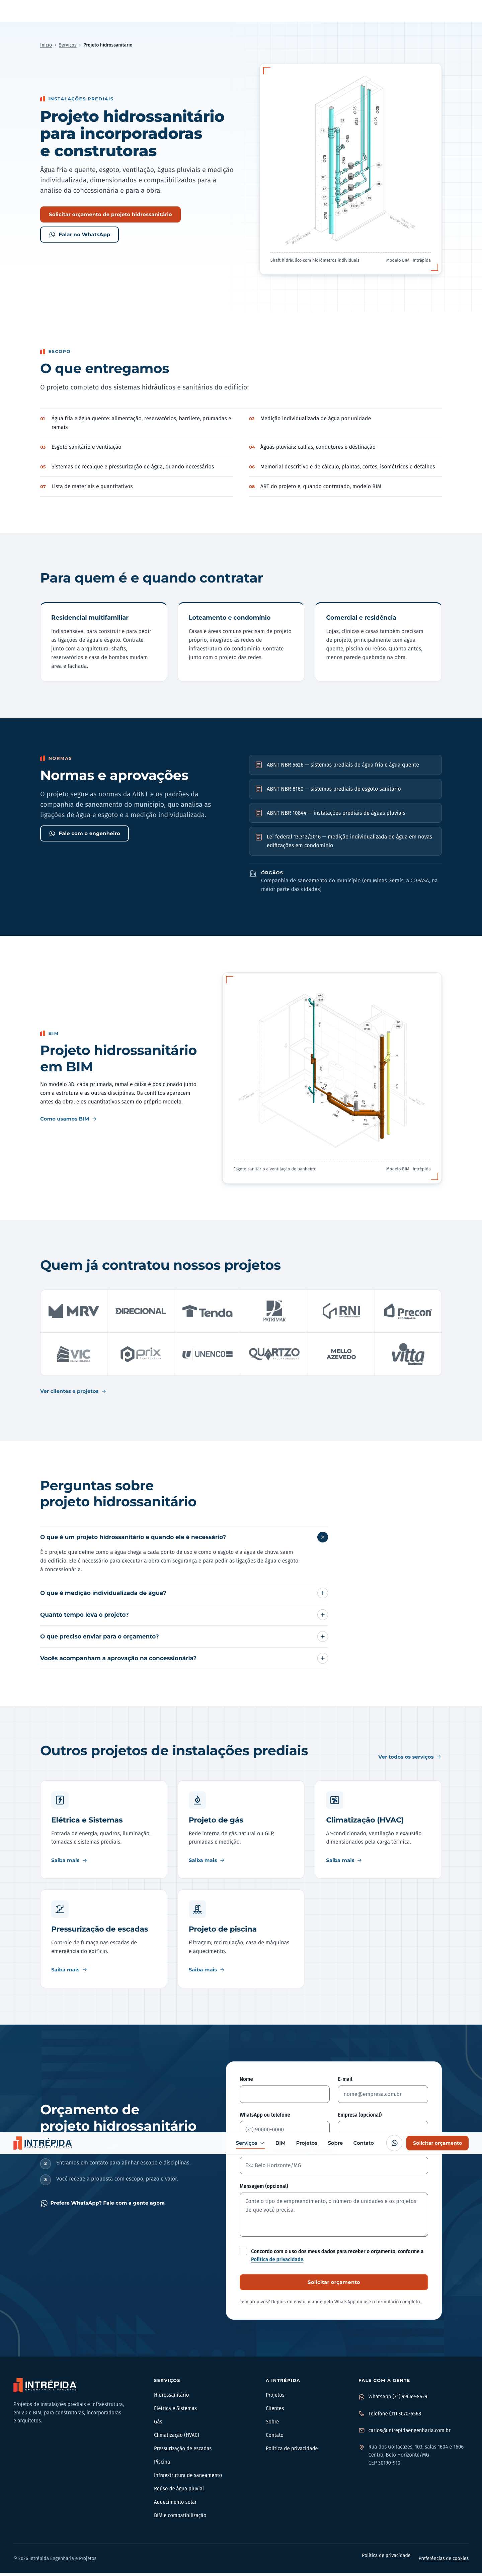 Início › Serviços › Projeto hidrossanitário
INSTALAÇÕES PREDIAIS
Projeto hidrossanitário
para incorporadoras
e construtoras
Água fria e quente, esgoto, ventilação, águas pluviais e medição
individualizada, dimensionados e compatibilizados para a
análise da concessionária e para a obra.
Solicitar orçamento de projeto hidrossanitário
Falar no WhatsApp
Shaft hidráulico com hidrômetros individuais
Modelo BIM · Intrépida
ESCOPO
O que entregamos
O projeto completo dos sistemas hidráulicos e sanitários do edifício:
01 Água fria e água quente: alimentação, reservatórios, barrilete, prumadas e
ramais
02 Medição individualizada de água por unidade
03 Esgoto sanitário e ventilação
04 Águas pluviais: calhas, condutores e destinação
05 Sistemas de recalque e pressurização de água, quando necessários
06 Memorial descritivo e de cálculo, plantas, cortes, isométricos e detalhes
07 Lista de materiais e quantitativos
08 ART do projeto e, quando contratado, modelo BIM
Para quem é e quando contratar
Residencial multifamiliar
Indispensável para construir e para pedir
as ligações de água e esgoto. Contrate
junto com a arquitetura: shafts,
reservatórios e casa de bombas mudam
área e fachada.
Loteamento e condomínio
Casas e áreas comuns precisam de projeto
próprio, integrado às redes de
infraestrutura do condomínio. Contrate
junto com o projeto das redes.
Comercial e residência
Lojas, clínicas e casas também precisam
de projeto, principalmente com água
quente, piscina ou reúso. Quanto antes,
menos parede quebrada na obra.
NORMAS
Normas e aprovações
O projeto segue as normas da ABNT e os padrões da
companhia de saneamento do município, que analisa as
ligações de água e esgoto e a medição individualizada.
Fale com o engenheiro
ABNT NBR 5626 — sistemas prediais de água fria e água quente
ABNT NBR 8160 — sistemas prediais de esgoto sanitário
ABNT NBR 10844 — instalações prediais de águas pluviais
Lei federal 13.312/2016 — medição individualizada de água em novas
edificações em condomínio
ÓRGÃOS
Companhia de saneamento do município (em Minas Gerais, a COPASA, na
maior parte das cidades)
BIM
Projeto hidrossanitário
em BIM
No modelo 3D, cada prumada, ramal e caixa é posicionado junto
com a estrutura e as outras disciplinas. Os conflitos aparecem
antes da obra, e os quantitativos saem do próprio modelo.
Como usamos BIM →
Esgoto sanitário e ventilação de banheiro
Modelo BIM · Intrépida
Quem já contratou nossos projetos
MRV
DIRECIONAL
Tenda
PATRIMAR
RNI
Precon
VIC
prix
UNENCO
QUARTZO
MELLO
AZEVEDO
vitta
Ver clientes e projetos →
Perguntas sobre
projeto hidrossanitário
O que é um projeto hidrossanitário e quando ele é necessário?
É o projeto que define como a água chega a cada ponto de uso e como o esgoto e a água de chuva saem
do edifício. Ele é necessário para executar a obra com segurança e para pedir as ligações de água e esgoto
à concessionária.
O que é medição individualizada de água?
Quanto tempo leva o projeto?
O que preciso enviar para o orçamento?
Vocês acompanham a aprovação na concessionária?
Outros projetos de instalações prediais
Ver todos os serviços →
Elétrica e Sistemas
Entrada de energia, quadros, iluminação,
tomadas e sistemas prediais.
Saiba mais →
Projeto de gás
Rede interna de gás natural ou GLP,
prumadas e medição.
Saiba mais →
Climatização (HVAC)
Ar-condicionado, ventilação e exaustão
dimensionados pela carga térmica.
Saiba mais →
Pressurização de escadas
Controle de fumaça nas escadas de
emergência do edifício.
Saiba mais →
Projeto de piscina
Filtragem, recirculação, casa de máquinas
e aquecimento.
Saiba mais →
Orçamento de
projeto hidrossanitário
Nome
E-mail
nome@empresa.com.br
WhatsApp ou telefone
(31) 90000-0000
Empresa (opcional)
INTRÉPIDA
Serviços
BIM
Projetos
Sobre
Contato
Solicitar orçamento
2 Entramos em contato para alinhar escopo e disciplinas.
3 Você recebe a proposta com escopo, prazo e valor.
Prefere WhatsApp? Fale com a gente agora
Ex.: Belo Horizonte/MG
Mensagem (opcional)
Conte o tipo de empreendimento, o número de unidades e os projetos
de que você precisa.
Concordo com o uso dos meus dados para receber o orçamento, conforme a
Política de privacidade.
Solicitar orçamento
Tem arquivos? Depois do envio, mande pelo WhatsApp ou use o formulário completo.
INTRÉPIDA
Projetos de instalações prediais e infraestrutura,
em 2D e BIM, para construtoras, incorporadoras
e arquitetos.
SERVIÇOS
Hidrossanitário
Elétrica e Sistemas
Gás
Climatização (HVAC)
Pressurização de escadas
Piscina
Infraestrutura de saneamento
Reúso de água pluvial
Aquecimento solar
BIM e compatibilização
A INTRÉPIDA
Projetos
Clientes
Sobre
Contato
Política de privacidade
FALE COM A GENTE
WhatsApp (31) 99649-8629
Telefone (31) 3070-6568
carlos@intrepidaengenharia.com.br
Rua dos Goitacazes, 103, salas 1604 e 1606
Centro, Belo Horizonte/MG
CEP 30190-910
© 2026 Intrépida Engenharia e Projetos
Política de privacidade
Preferências de cookies